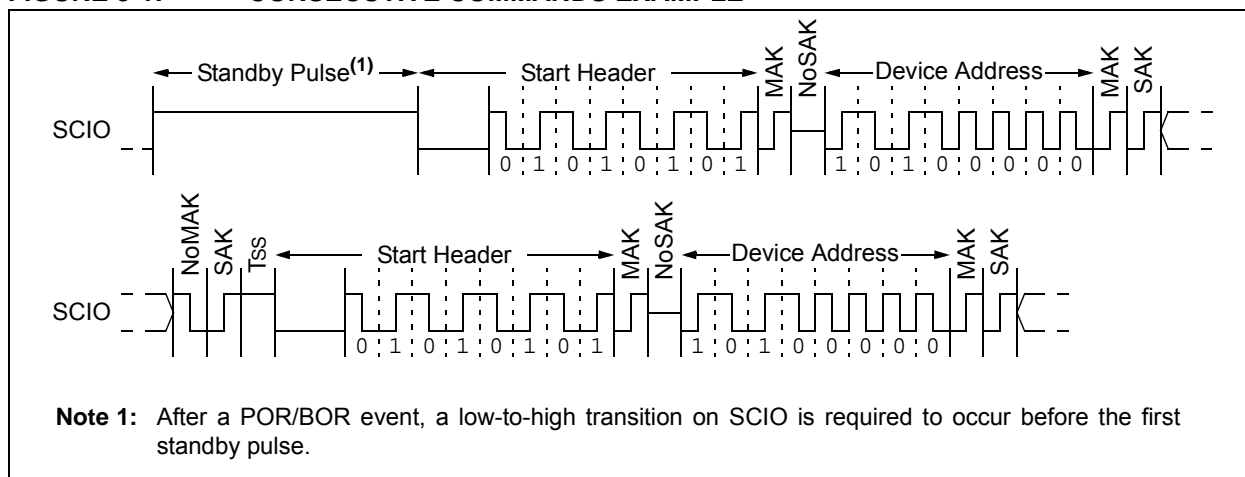 Standby Pulse(1) Start Header MAK NoSAK Device Address MAK SAK
SCIO
0 1 0 1 0 1 0 1 1 0 1 0 0 0 0 0
NoMAK SAK TSS Start Header MAK NoSAK Device Address MAK SAK
SCIO
0 1 0 1 0 1 0 1 1 0 1 0 0 0 0 0
Note 1: After a POR/BOR event, a low-to-high transition on SCIO is required to occur before the first
standby pulse.